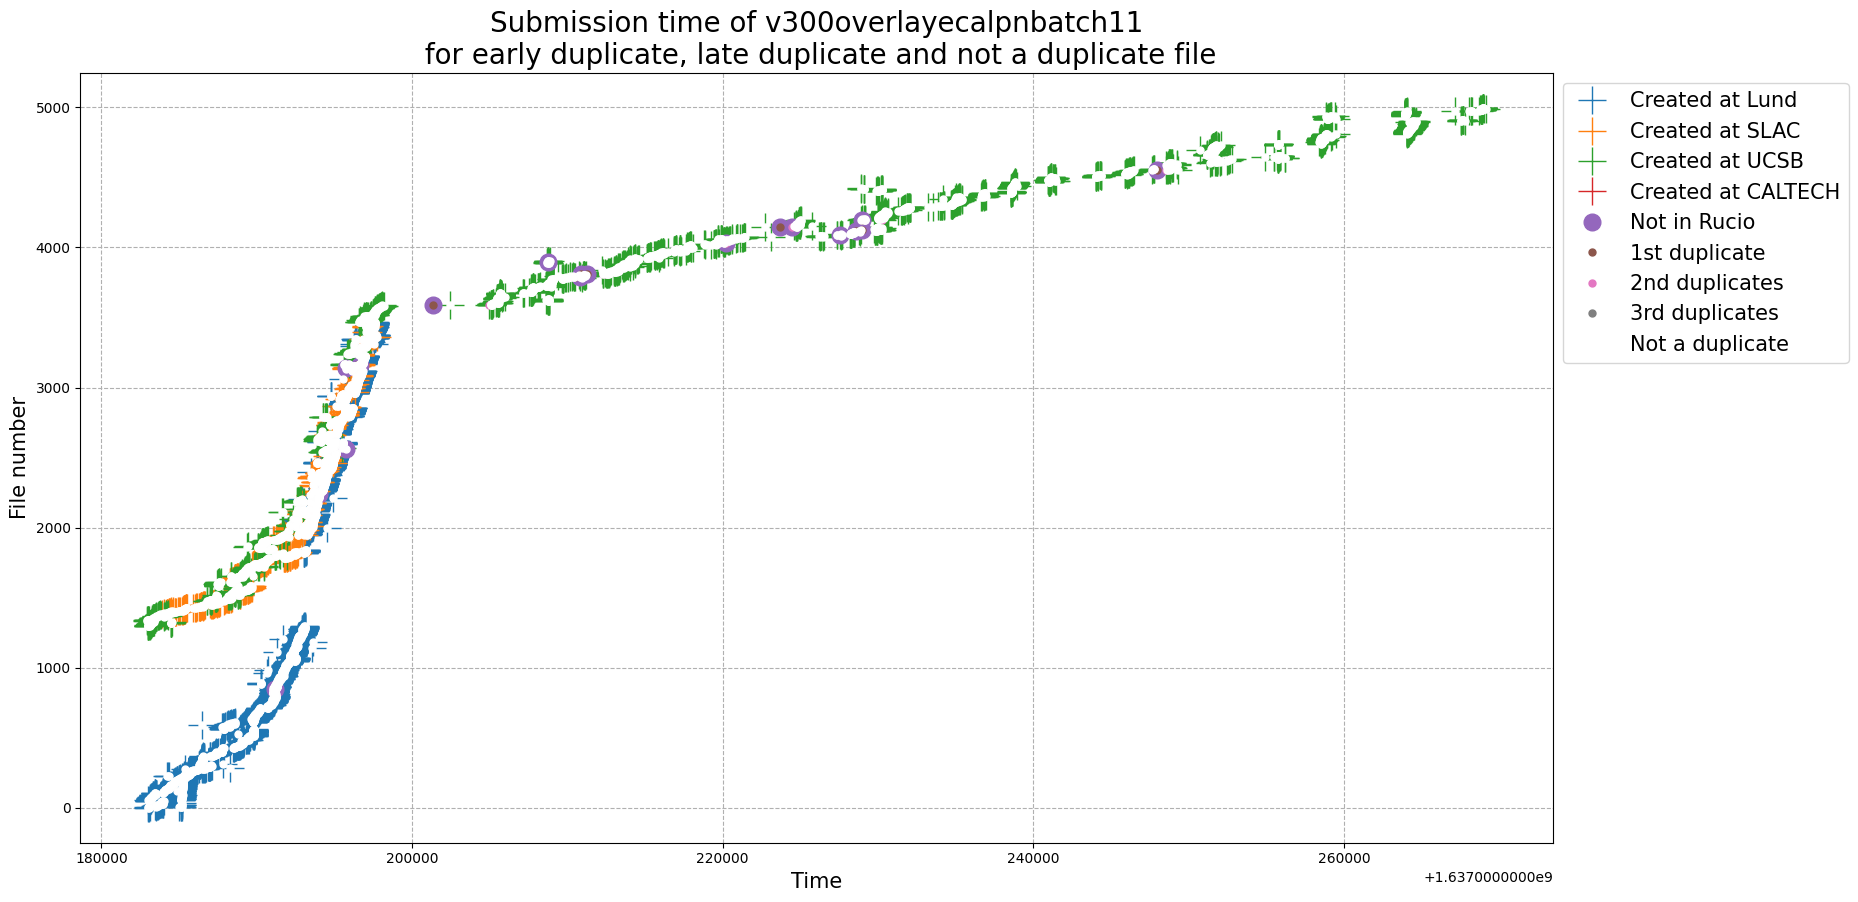 Submission time of v300overlayecalpnbatch11
for early duplicate, late duplicate and not a duplicate file
Created at Lund
Created at SLAC
Created at UCSB
Created at CALTECH
Not in Rucio
1st duplicate
2nd duplicates
3rd duplicates
Not a duplicate
File number
5000
4000
3000
2000
1000
0
180000
200000
220000
240000
260000
Time
+1.6370000000e9